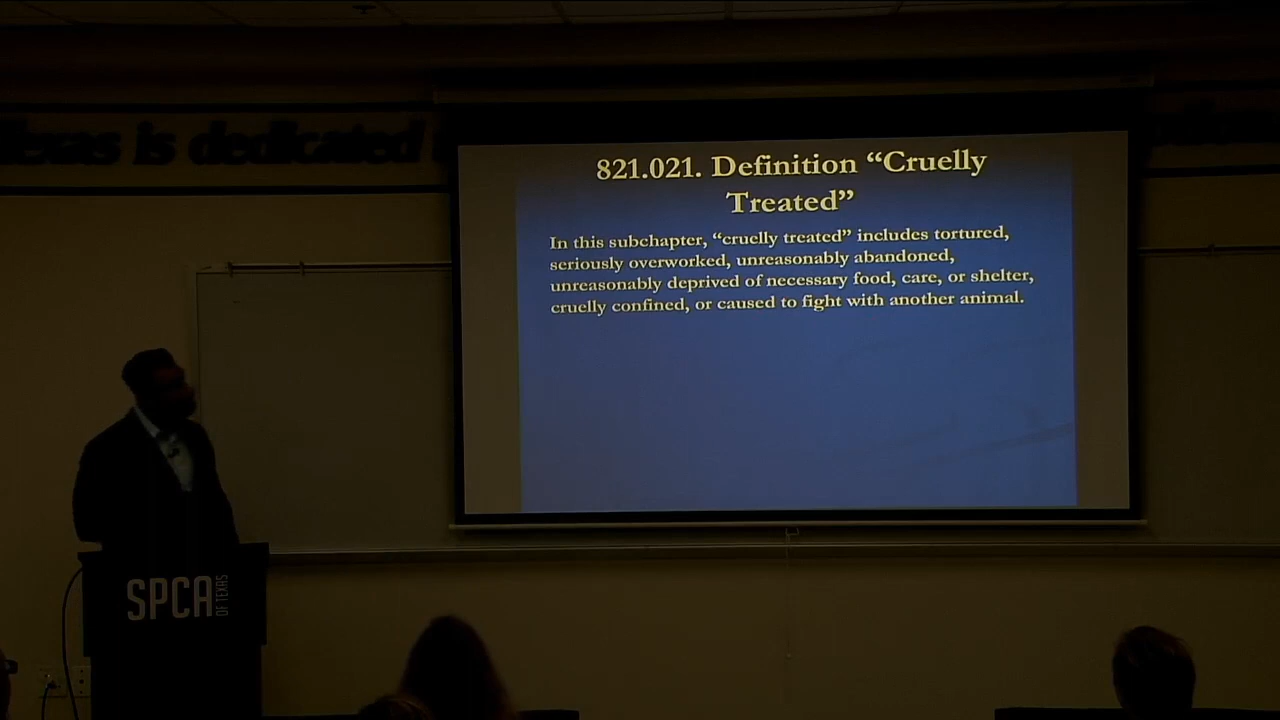 Texas is dedicated
821.021. Definition “Cruelly
Treated”
In this subchapter, “cruelly treated” includes tortured,
seriously overworked, unreasonably abandoned,
unreasonably deprived of necessary food, care, or shelter,
cruelly confined, or caused to fight with another animal.
SPCA
OF TEXAS